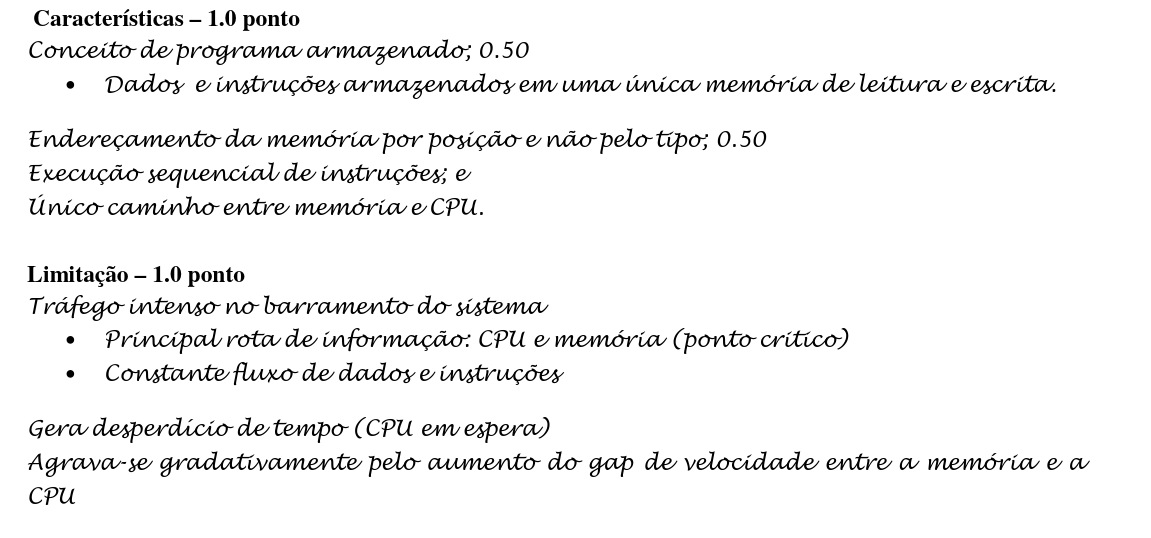 Características – 1.0 ponto
Conceito de programa armazenado; 0.50
• Dados e instruções armazenados em uma única memória de leitura e escrita.
Endereçamento da memória por posição e não pelo tipo; 0.50
Execução sequencial de instruções; e
Único caminho entre memória e CPU.
Limitação – 1.0 ponto
Tráfego intenso no barramento do sistema
• Principal rota de informação: CPU e memória (ponto crítico)
• Constante fluxo de dados e instruções
Gera desperdício de tempo (CPU em espera)
Agrava-se gradativamente pelo aumento do gap de velocidade entre a memória e a
CPU